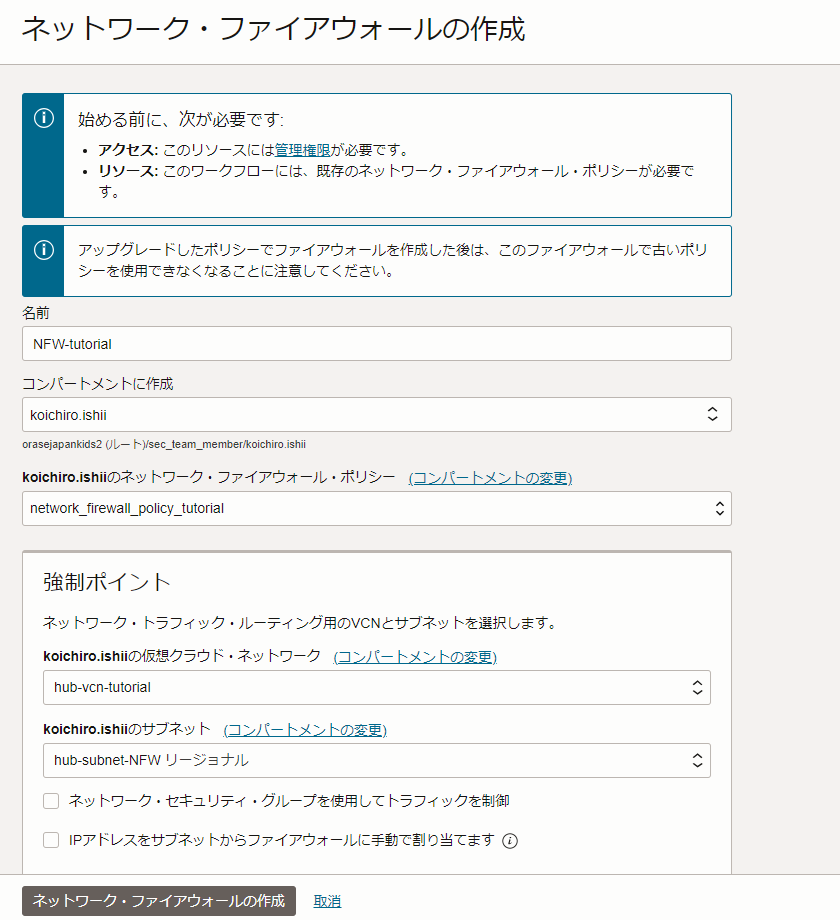 ネットワーク・ファイアウォールの作成
始める前に、次が必要です:
• アクセス: このリソースには管理権限が必要です。
• リソース: このワークフローには、既存のネットワーク・ファイアウォール・ポリシーが必要で
す。
アップグレードしたポリシーでファイアウォールを作成した後は、このファイアウォールで古いポリ
シーを使用できなくなることに注意してください。
名前
NFW-tutorial
コンパートメントに作成
koichiro.ishii
orasejapankids2 (ルート)/sec_team_member/koichiro.ishii
koichiro.ishiiのネットワーク・ファイアウォール・ポリシー (コンパートメントの変更)
network_firewall_policy_tutorial
強制ポイント
ネットワーク・トラフィック・ルーティング用のVCNとサブネットを選択します。
koichiro.ishiiの仮想クラウド・ネットワーク (コンパートメントの変更)
hub-vcn-tutorial
koichiro.ishiiのサブネット (コンパートメントの変更)
hub-subnet-NFW リージョナル
ネットワーク・セキュリティ・グループを使用してトラフィックを制御
IPアドレスをサブネットからファイアウォールに手動で割り当てます
ネットワーク・ファイアウォールの作成 取消